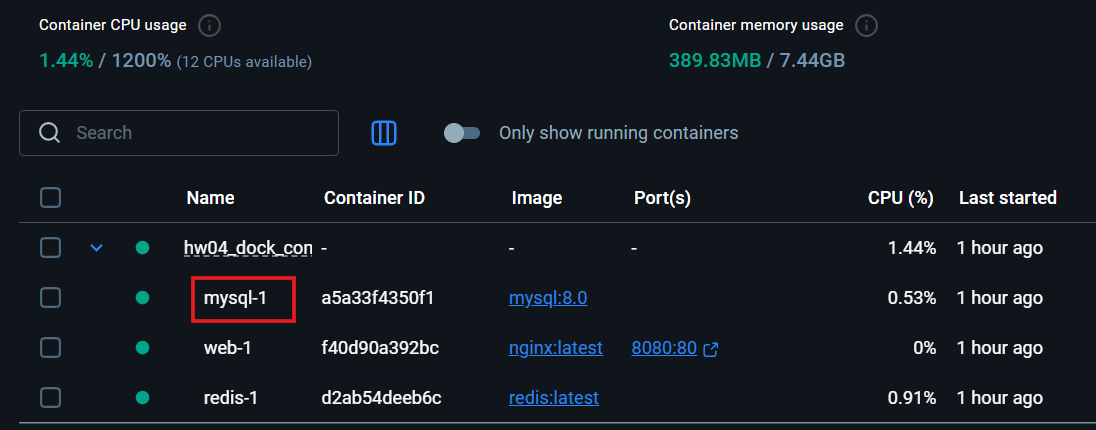 Container CPU usage
1.44% / 1200% (12 CPUs available)
Container memory usage
389.83MB / 7.44GB
Search
Only show running containers
Name Container ID Image Port(s) CPU (%) Last started
hw04_dock_con - - - 1.44% 1 hour ago
mysql-1 a5a33f4350f1 mysql:8.0 0.53% 1 hour ago
web-1 f40d90a392bc nginx:latest 8080:80 0% 1 hour ago
redis-1 d2ab54deeb6c redis:latest 0.91% 1 hour ago